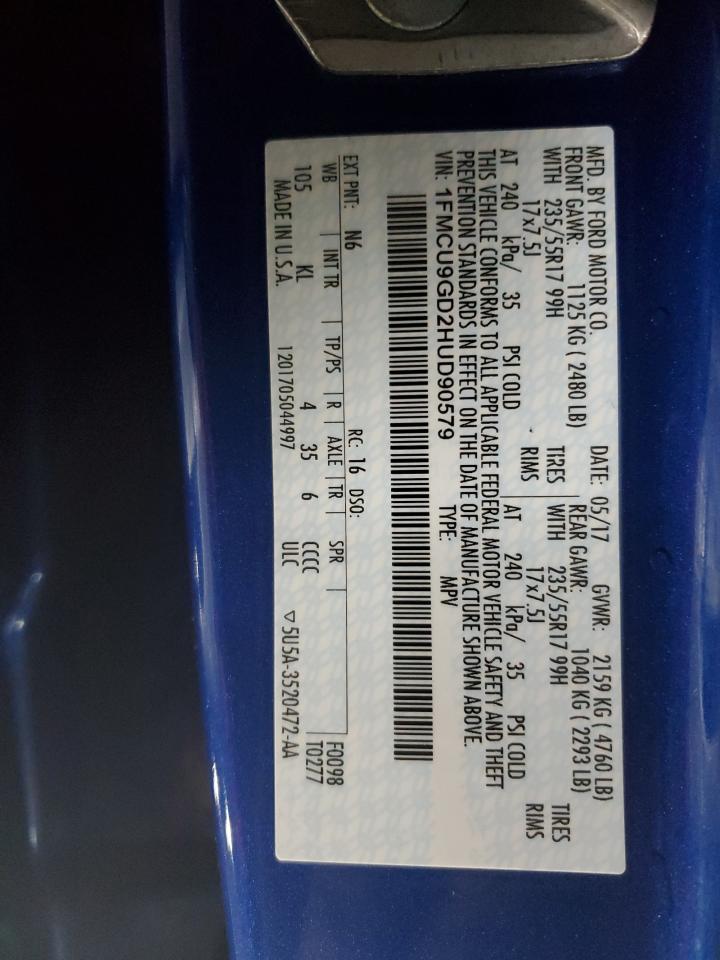 MFD. BY FORD MOTOR CO. DATE: 05/17 GVWR: 2159 KG ( 4760 LB)
FRONT GAWR: 1125 KG ( 2480 LB) REAR GAWR: 1040 KG ( 2293 LB)
WITH 235/55R17 99H TIRES WITH 235/55R17 99H TIRES
17x7.5J RIMS 17x7.5J RIMS
AT 240 kPa/ 35 PSI COLD AT 240 kPa/ 35 PSI COLD
THIS VEHICLE CONFORMS TO ALL APPLICABLE FEDERAL MOTOR VEHICLE SAFETY AND THEFT
PREVENTION STANDARDS IN EFFECT ON THE DATE OF MANUFACTURE SHOWN ABOVE.
VIN: 1FMCU9GD2HUD90579 TYPE: MPV
EXT PNT: N6 RC: 16 DSO: F0098
WB | INT TR | TP/PS | R | AXLE | TR | SPR | T0277
105 KL 4 35 6 CCCC
MADE IN U.S.A. 1201705044997 ULC ▽ 5U5A-3520472-AA